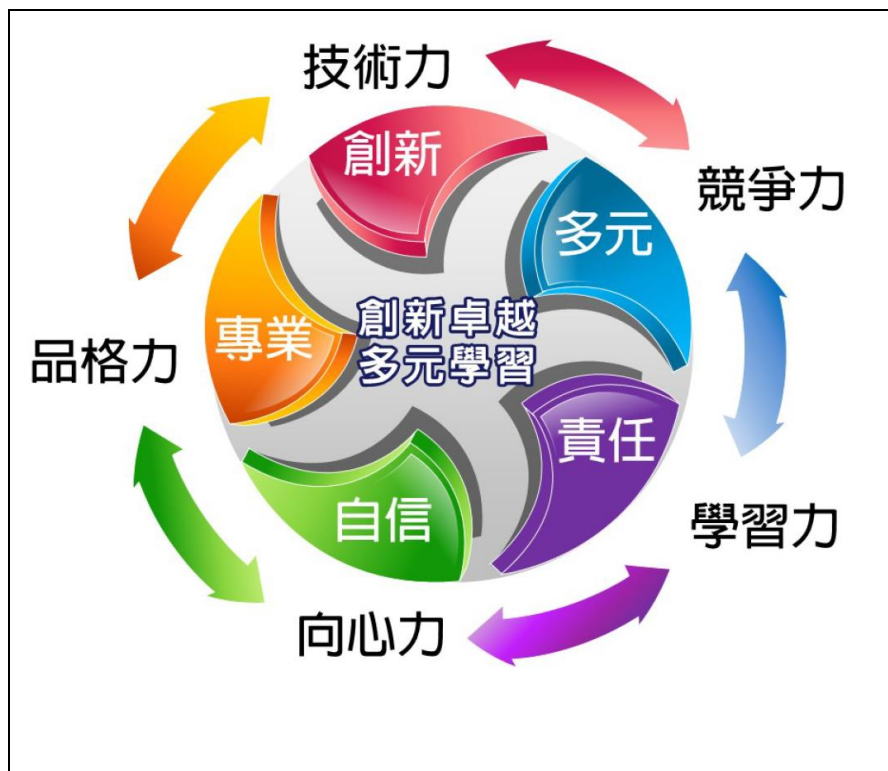 技術力
創新
競爭力
多元
創新卓越
多元學習
專業
品格力
責任
自信
學習力
向心力